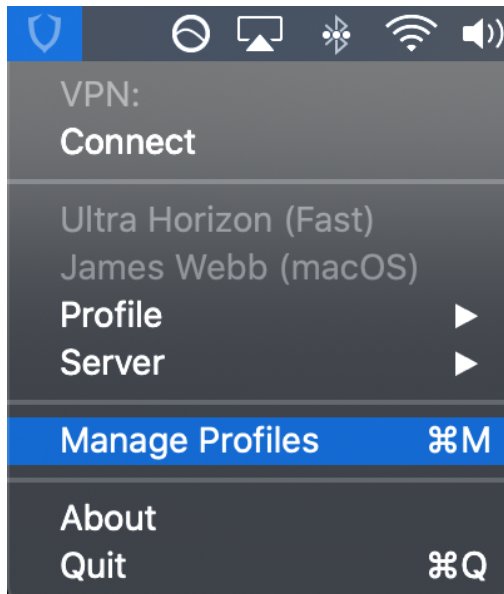 VPN:
Connect
Ultra Horizon (Fast)
James Webb (macOS)
Profile ▶
Server ▶
Manage Profiles ⌘M
About
Quit ⌘Q